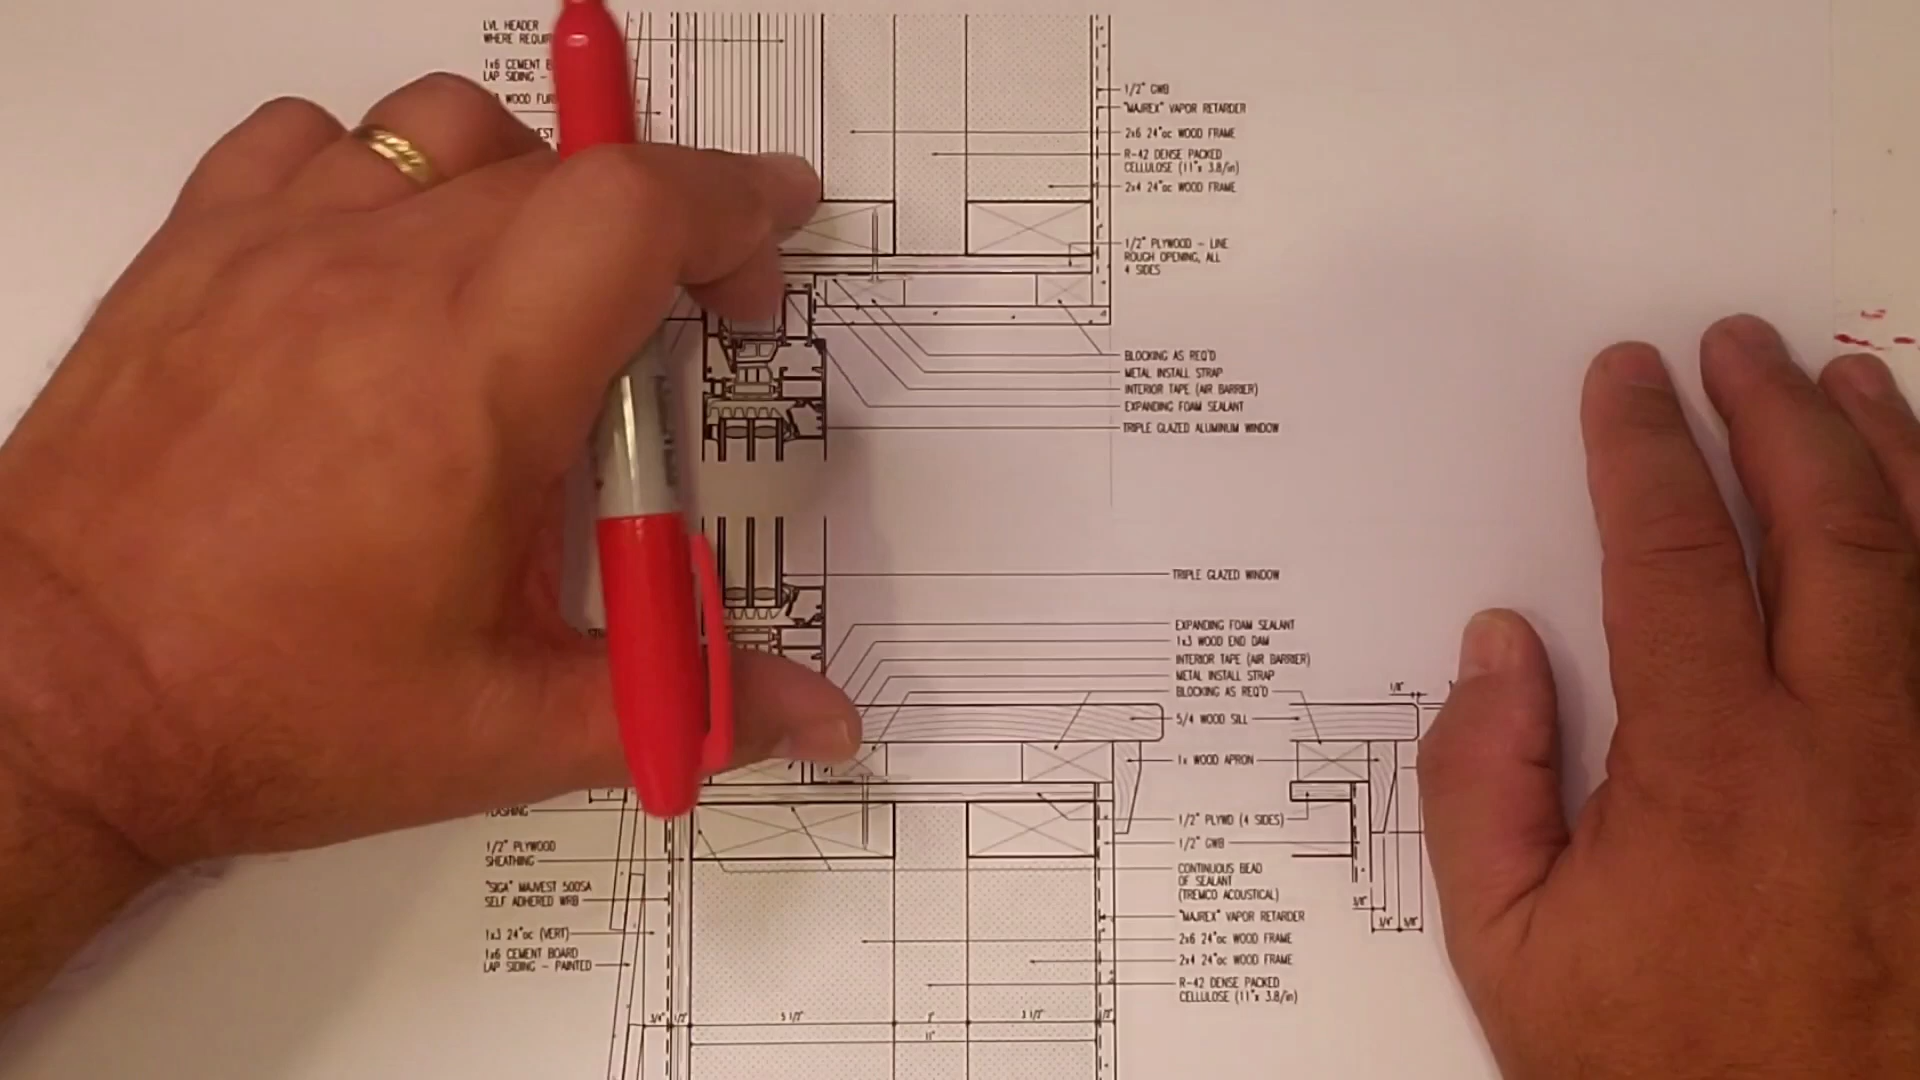 LVL HEADER
WHERE
1x6 CEMENT
LAP SIDING -
WOOD
1/2" GWB
"MAJREX" VAPOR RETARDER
2x6 24"oc WOOD FRAME
R-42 DENSE PACKED
CELLULOSE (11"x 3.8/in)
2x4 24"oc WOOD FRAME
1/2" PLYWOOD - LINE
ROUGH OPENING, ALL
4 SIDES
BLOCKING AS REQ'D
METAL INSTALL STRAP
INTERIOR TAPE (AIR BARRIER)
EXPANDING FOAM SEALANT
TRIPLE GLAZED ALUMINUM WINDOW
TRIPLE GLAZED WINDOW
EXPANDING FOAM SEALANT
1x3 WOOD END DAM
INTERIOR TAPE (AIR BARRIER)
METAL INSTALL STRAP
BLOCKING AS REQ'D
1/8"
5/4 WOOD SILL
1x WOOD APRON
1/2" PLYWD (4 SIDES)
1/2" GWB
CONTINUOUS BEAD
OF SEALANT
(TREMCO ACOUSTICAL)
"MAJREX" VAPOR RETARDER
2x6 24"oc WOOD FRAME
2x4 24"oc WOOD FRAME
R-42 DENSE PACKED
CELLULOSE (11"x 3.8/in)
3/8"
3/4" 5/8"
FLASHING
1/2" PLYWOOD
SHEATHING
"SIGA" MAJVEST 500SA
SELF ADHERED WRB
1x3 24"oc (VERT)
1x6 CEMENT BOARD
LAP SIDING - PAINTED
3/4" 1/2" 5 1/2" 2" 3 1/2" 1/2"
11"